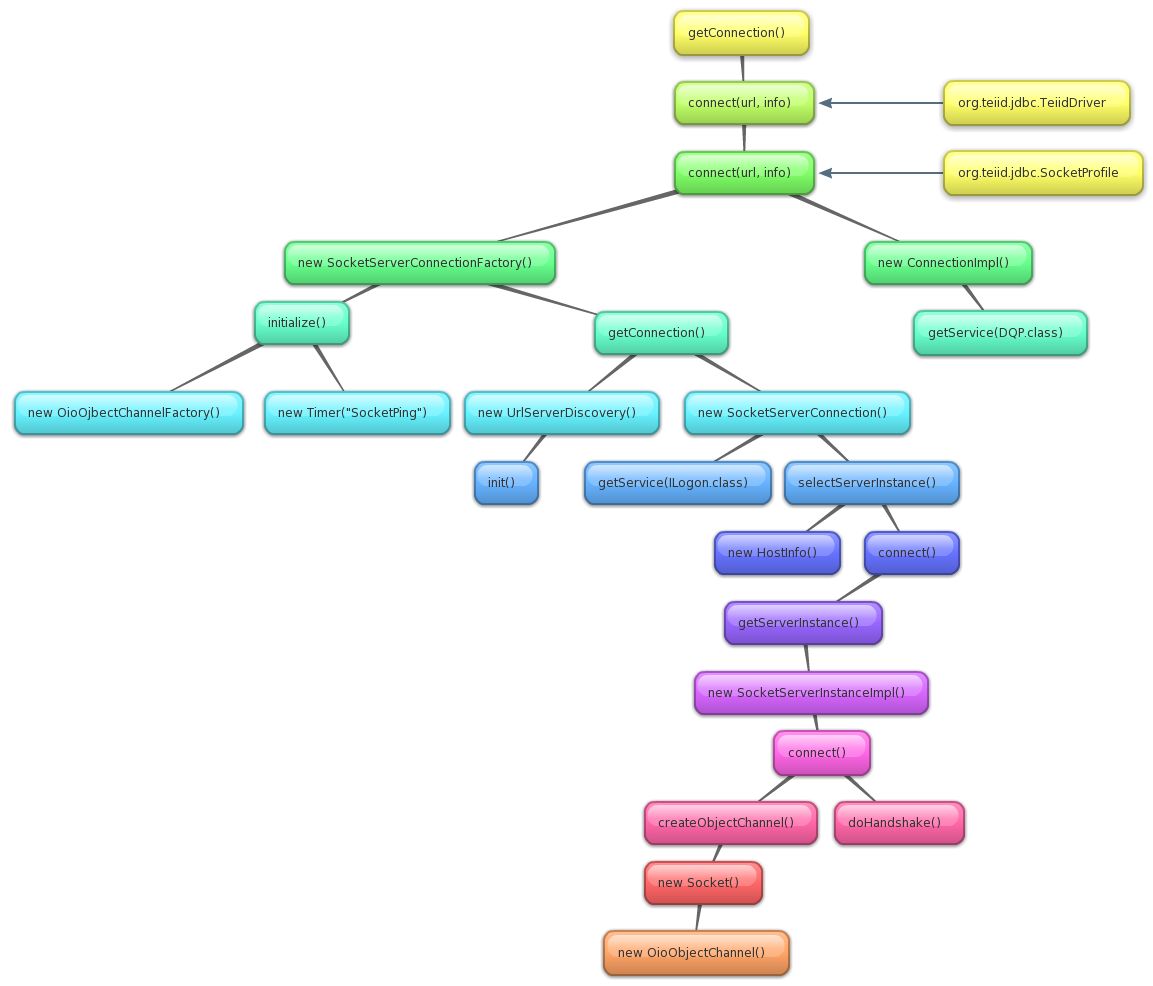 getConnection()
connect(url, info)
org.teiid.jdbc.TeiidDriver
connect(url, info)
org.teiid.jdbc.SocketProfile
new SocketServerConnectionFactory()
new ConnectionImpl()
initialize()
getConnection()
getService(DQP.class)
new OioOjbectChannelFactory()
new Timer("SocketPing")
new UrlServerDiscovery()
new SocketServerConnection()
init()
getService(ILogon.class)
selectServerInstance()
new HostInfo()
connect()
getServerInstance()
new SocketServerInstanceImpl()
connect()
createObjectChannel()
doHandshake()
new Socket()
new OioObjectChannel()